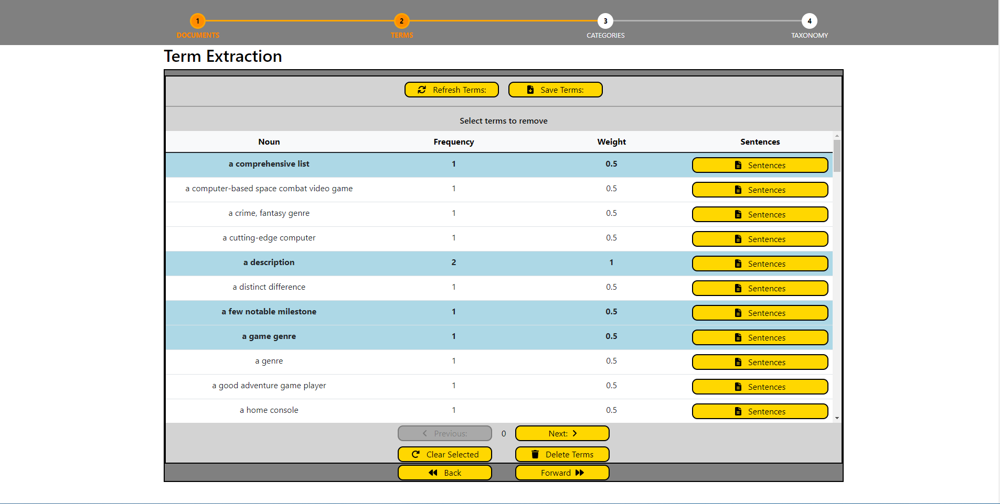 1 2 3 4
DOCUMENTS TERMS CATEGORIES TAXONOMY
Term Extraction
Refresh Terms: Save Terms:
Select terms to remove
Noun Frequency Weight Sentences
a comprehensive list 1 0.5 Sentences
a computer-based space combat video game 1 0.5 Sentences
a crime, fantasy genre 1 0.5 Sentences
a cutting-edge computer 1 0.5 Sentences
a description 2 1 Sentences
a distinct difference 1 0.5 Sentences
a few notable milestone 1 0.5 Sentences
a game genre 1 0.5 Sentences
a genre 1 0.5 Sentences
a good adventure game player 1 0.5 Sentences
a home console 1 0.5 Sentences
Previous: 0 Next:
Clear Selected Delete Terms
Back Forward